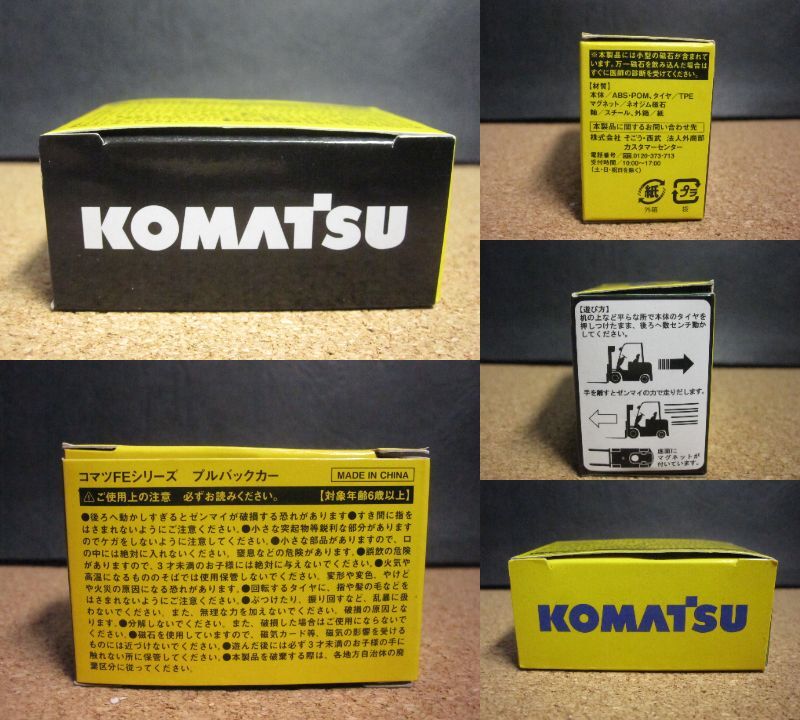 KOMATSU
※本製品には小型の磁石が含まれて
います。万一磁石を飲み込んだ場合は
すぐに医師の診断を受けてください。
【材質】
本体/ABS・POM、タイヤ/TPE
マグネット/ネオジム磁石
軸/スチール、外箱/紙
本製品に関するお問い合わせ先
株式会社 そごう・西武 法人外商部
カスタマーセンター
電話番号/ 0120-373-713
受付時間/10:00~17:00
(土・日・祝日を除く)
紙 プラ
外箱 袋
【遊び方】
机の上など平らな所で本体のタイヤを
押しつけたまま、後ろへ数センチ動か
してください。
手を離すとゼンマイの力で走りだします。
底面に
マグネットが
付いています。
コマツFEシリーズ プルバックカー MADE IN CHINA
⚠ご使用上の注意 必ずお読みください。 【対象年齢6歳以上】
●後ろへ動かしすぎるとゼンマイが破損する恐れがあります●すき間に指を
はさまれないようにご注意ください。●小さな突起物等鋭利な部分があります
のでケガをしないように注意してください。●小さな部品がありますので、口
の中には絶対に入れないください。窒息などの危険があります。●誤飲の危険
がありますので、3才未満のお子様には絶対に与えないでください。●火気や
高温になるもののそばでは使用保管しないでください。変形や変色、やけど
や火災の原因になる恐れがあります。●回転するタイヤに、指や髪の毛などを
はさまれないようにご注意ください。●ぶつけたり、振り回すなど、乱暴に扱
わないでください。また、無理な力を加えないでください。破損の原因とな
ります。●分解しないでください。また、破損した場合はご使用にならないで
ください。●磁石を使用していますので、磁気カード等、磁気の影響を受ける
ものには近づけないでください。●遊んだ後には必ず3才未満のお子様の手に
触れない所に保管してください。●本製品を破棄する際は、各地方自治体の廃
棄区分に従ってください。
KOMATSU